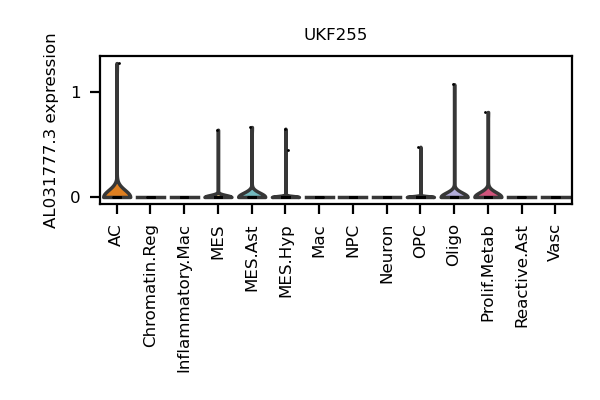 UKF255
AL031777.3 expression
1
0
AC
Chromatin.Reg
Inflammatory.Mac
MES
MES.Ast
MES.Hyp
Mac
NPC
Neuron
OPC
Oligo
Prolif.Metab
Reactive.Ast
Vasc